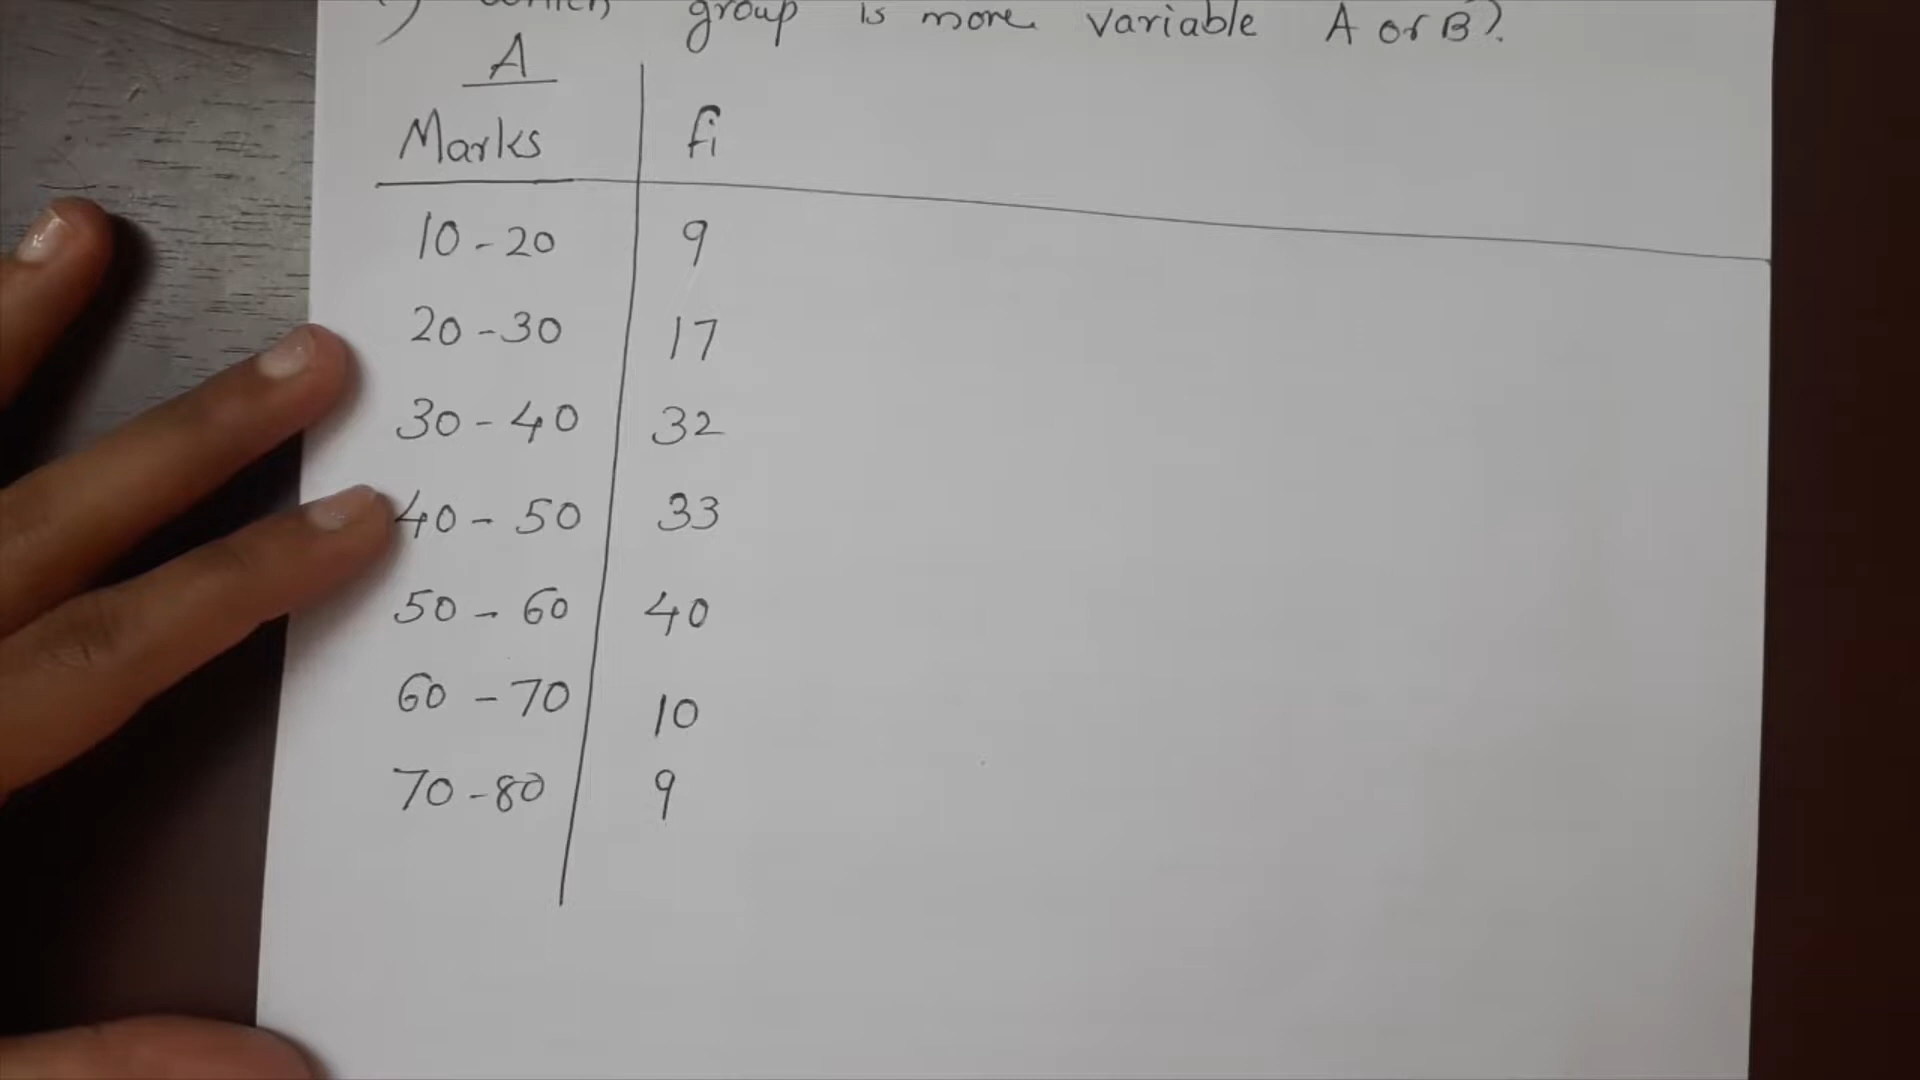 group is more variable A or B?
A
Marks fi
10-20 9
20-30 17
30-40 32
40-50 33
50-60 40
60-70 10
70-80 9